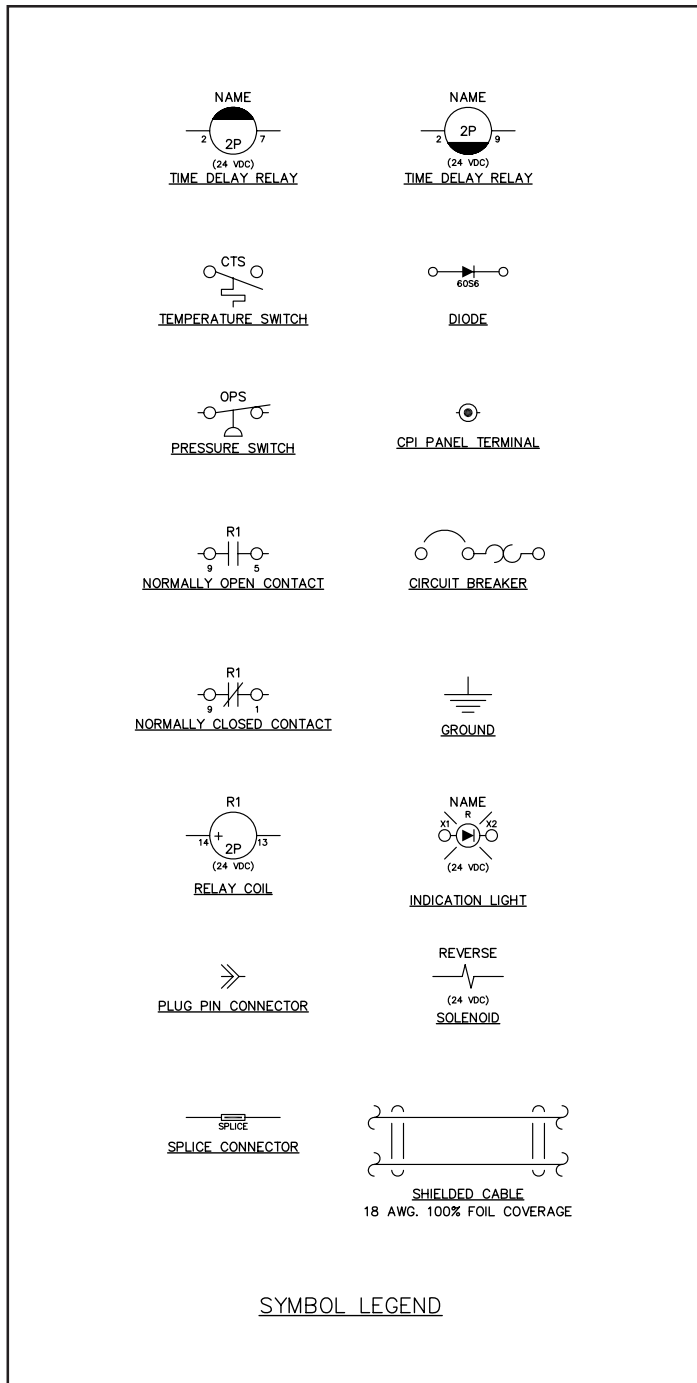 NAME
2P
2 7
(24 VDC)
TIME DELAY RELAY
NAME
2P
2 9
(24 VDC)
TIME DELAY RELAY
CTS
TEMPERATURE SWITCH
60S6
DIODE
OPS
PRESSURE SWITCH
CPI PANEL TERMINAL
R1
9 5
NORMALLY OPEN CONTACT
CIRCUIT BREAKER
R1
9 1
NORMALLY CLOSED CONTACT
GROUND
R1
+
14 2P 13
(24 VDC)
RELAY COIL
NAME
R
X1 X2
(24 VDC)
INDICATION LIGHT
PLUG PIN CONNECTOR
REVERSE
(24 VDC)
SOLENOID
SPLICE
SPLICE CONNECTOR
SHIELDED CABLE
18 AWG. 100% FOIL COVERAGE
SYMBOL LEGEND